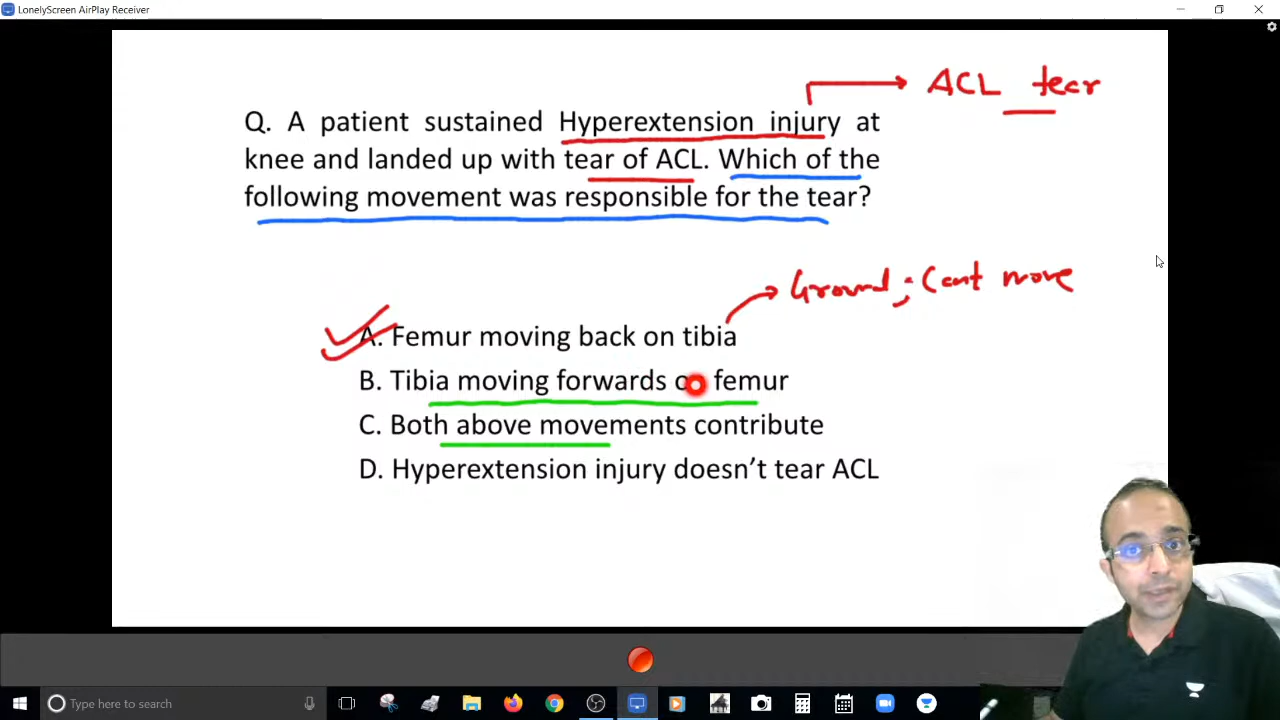 LonelyScreen AirPlay Receiver
ACL tear
Q. A patient sustained Hyperextension injury at
knee and landed up with tear of ACL. Which of the
following movement was responsible for the tear?
Ground; Cant move
A. Femur moving back on tibia
B. Tibia moving forwards femur
C. Both above movements contribute
D. Hyperextension injury doesn't tear ACL
Type here to search